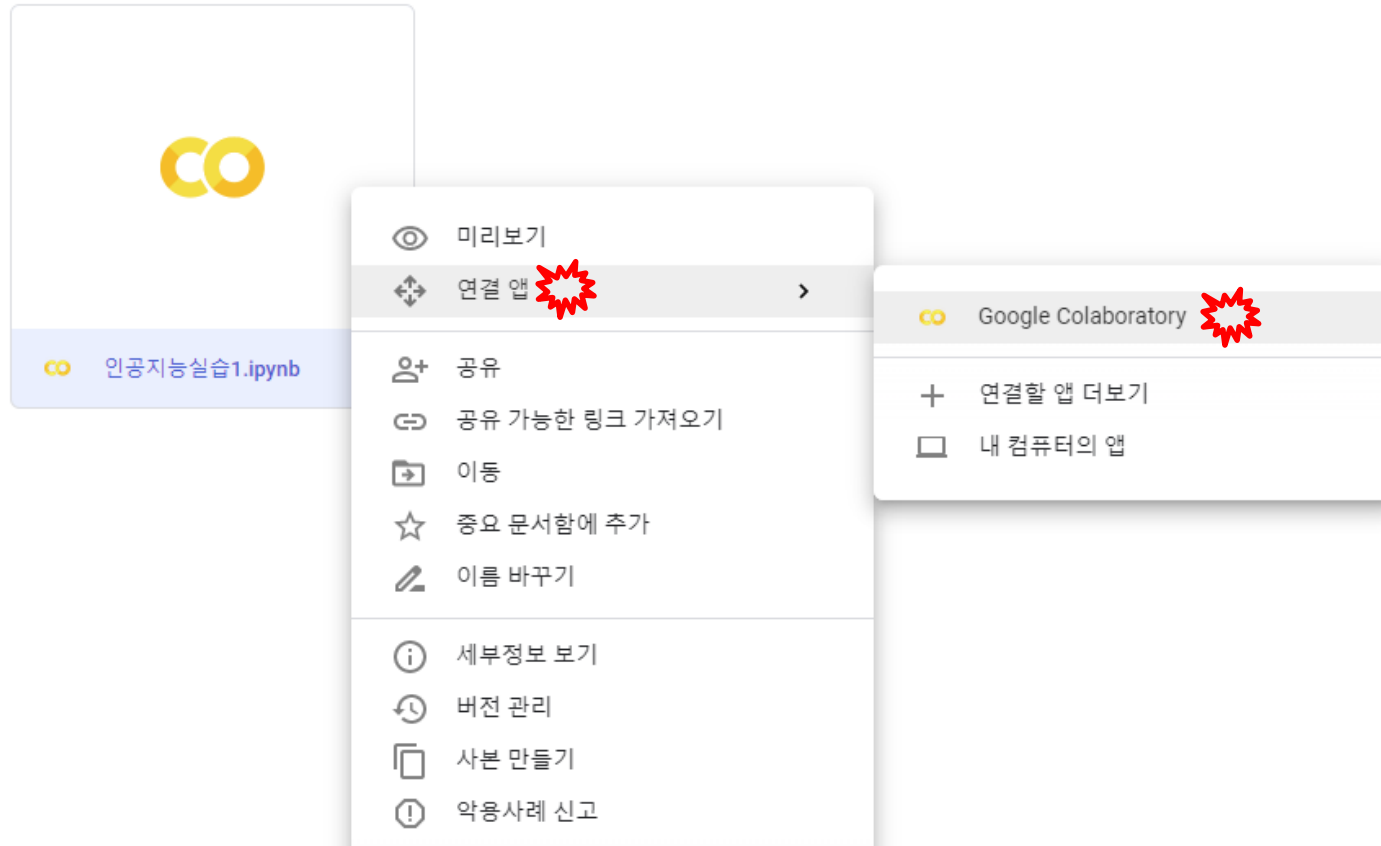 미리보기
연결 앱
Google Colaboratory
인공지능실습1.ipynb
공유
연결할 앱 더보기
공유 가능한 링크 가져오기
내 컴퓨터의 앱
이동
중요 문서함에 추가
이름 바꾸기
세부정보 보기
버전 관리
사본 만들기
악용사례 신고